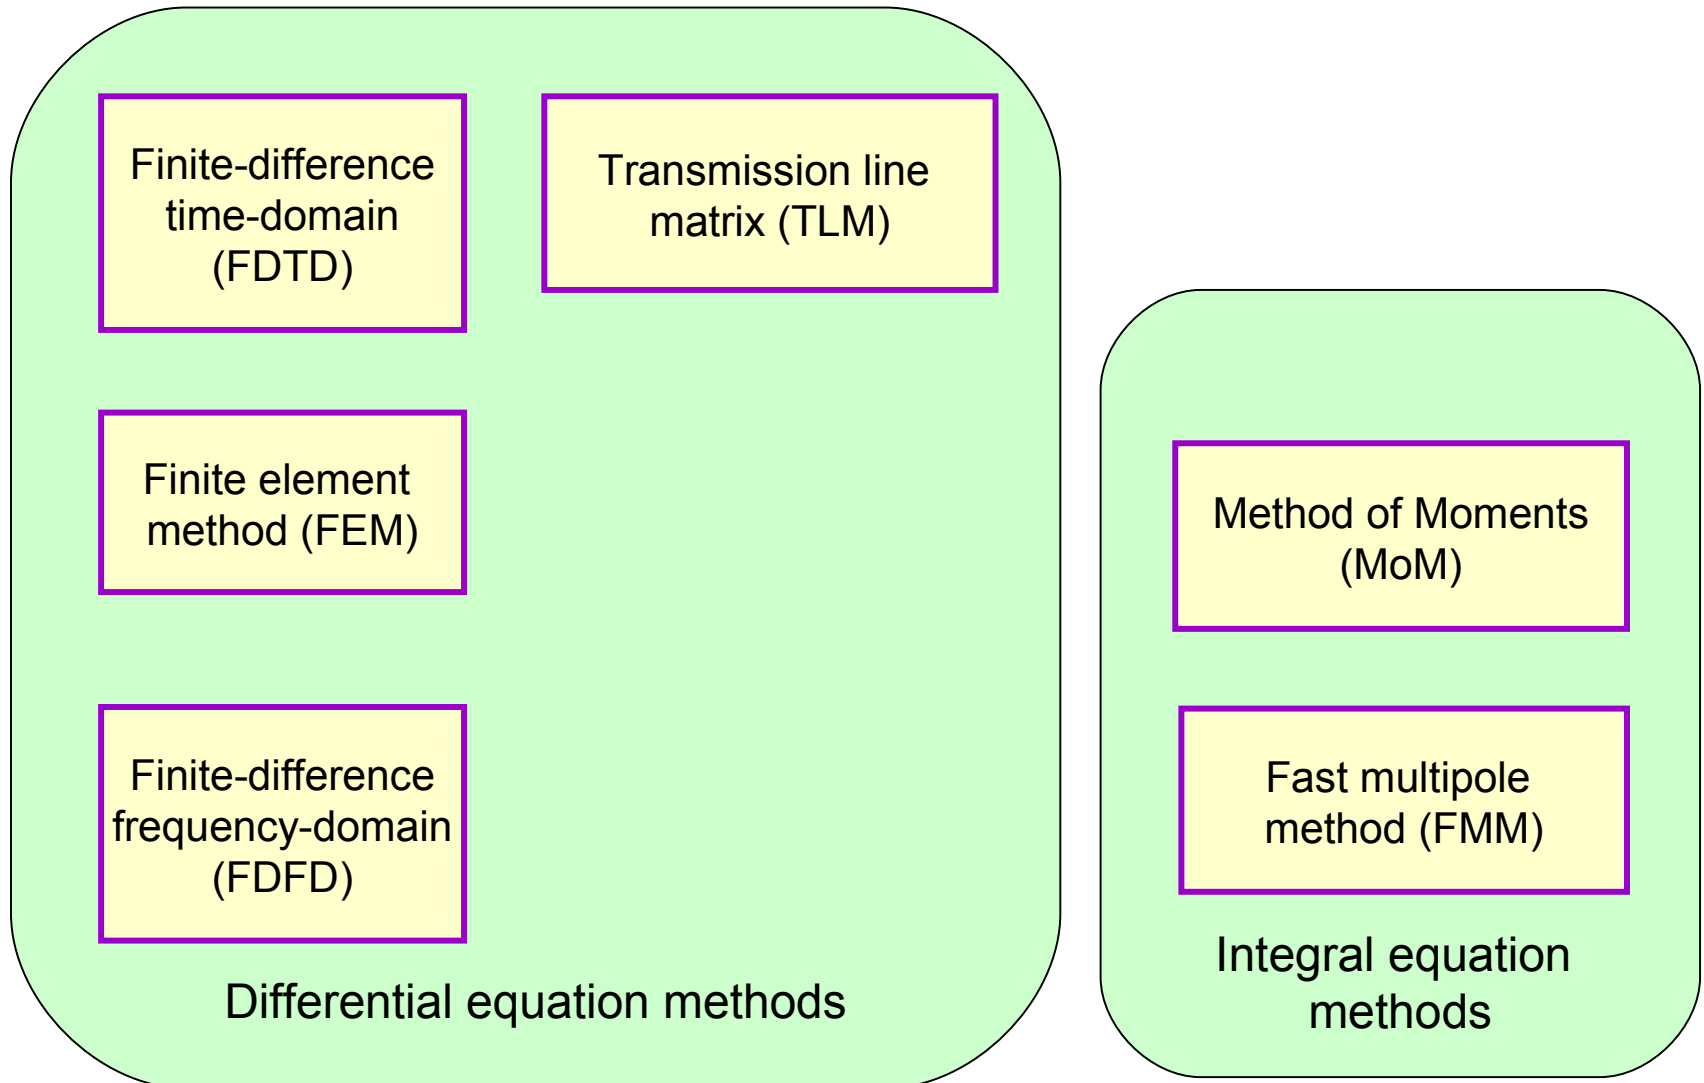 Finite-difference
time-domain
(FDTD)
Transmission line
matrix (TLM)
Finite element
method (FEM)
Finite-difference
frequency-domain
(FDFD)
Differential equation methods
Method of Moments
(MoM)
Fast multipole
method (FMM)
Integral equation
methods